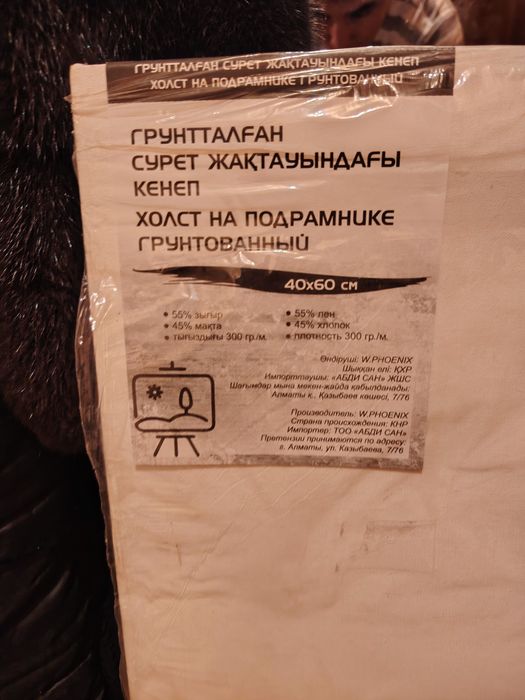 ГРУНТТАЛҒАН СУРЕТ ЖАҚТАУЫНДАҒЫ КЕНЕП
ХОЛСТ НА ПОДРАМНИКЕ ГРУНТОВАННЫЙ
ГРУНТТАЛҒАН
СУРЕТ ЖАҚТАУЫНДАҒЫ
КЕНЕП
ХОЛСТ НА ПОДРАМНИКЕ
ГРУНТОВАННЫЙ
40х60 см
• 55% зығыр
• 45% мақта
• тығыздығы 300 гр./м.
• 55% лен
• 45% хлопок
• плотность 300 гр./м.
Өндіруші: W.PHOENIX
Шыққан елі: ҚХР
Импорттаушы: «АБДИ САН» ЖШС
Шағымдар мына мекен-жайда қабылданады:
Алматы қ., Қазыбаев көшесі, 7/76
Производитель: W.PHOENIX
Страна происхождения: КНР
Импортер: ТОО «АБДИ САН»
Претензии принимаются по адресу:
г. Алматы, ул. Казыбаева, 7/76